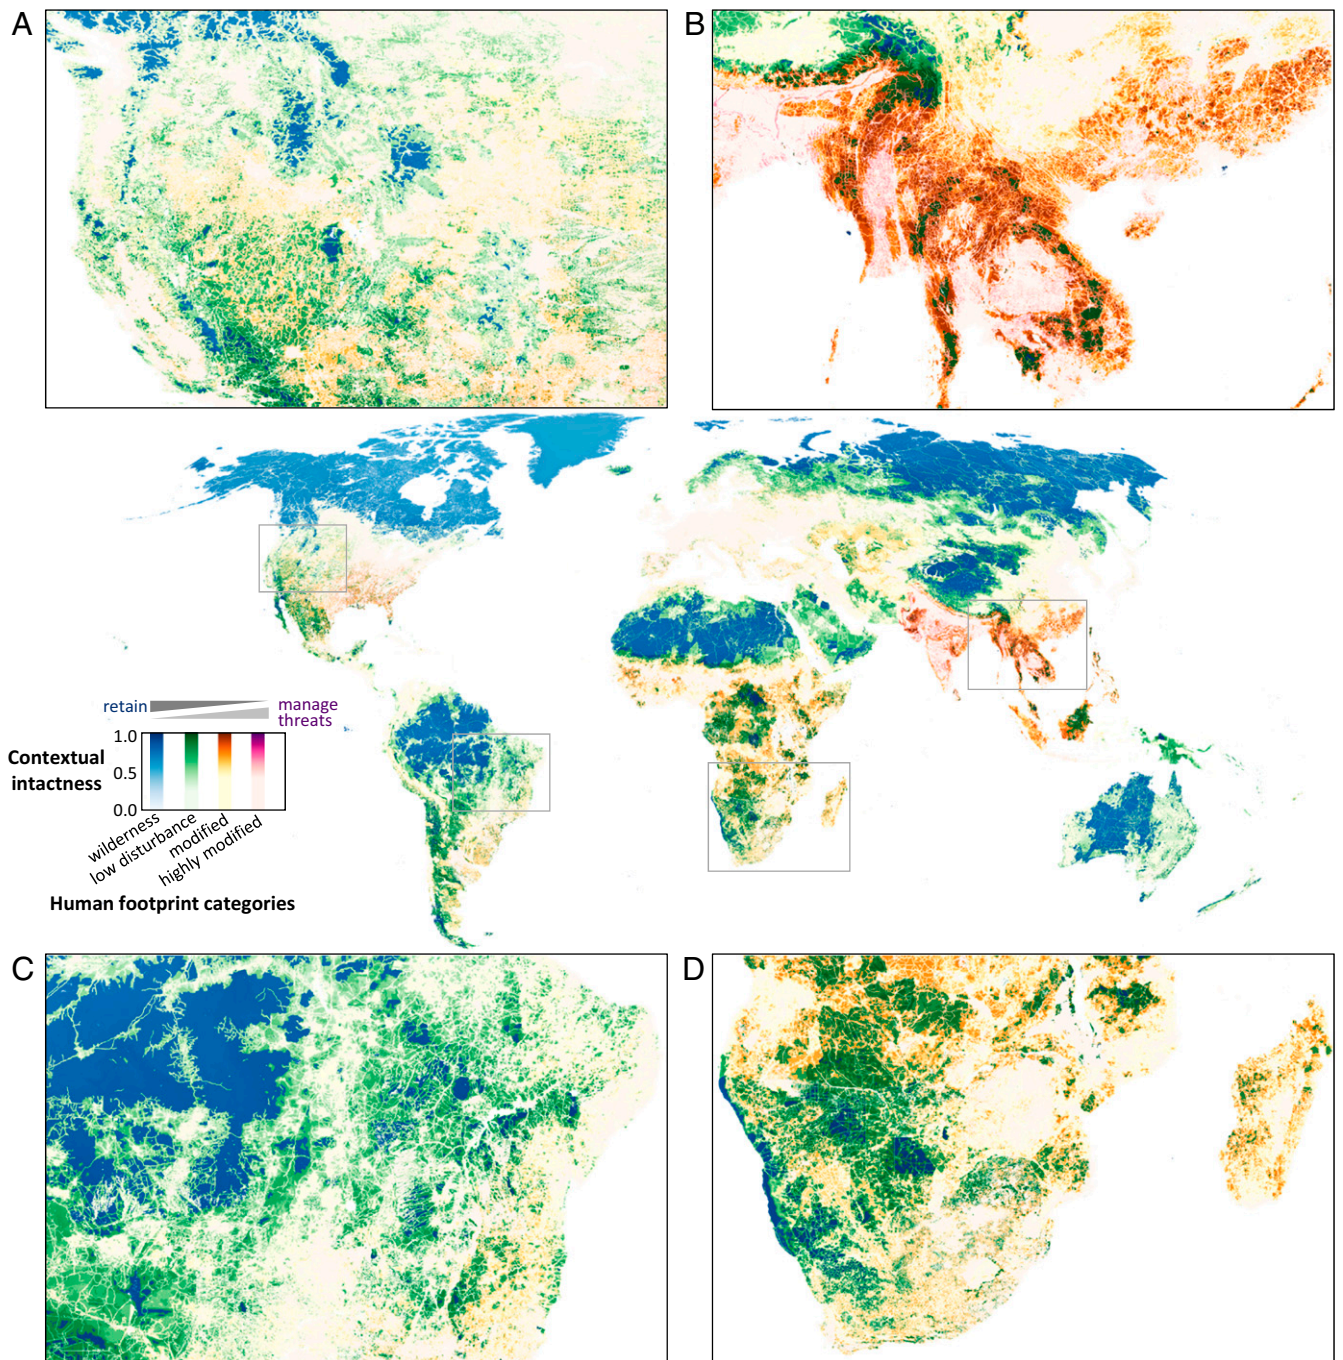 A
B
retain
manage
threats
Contextual
intactness
1.0
0.5
0.0
wilderness
low disturbance
modified
highly modified
Human footprint categories
C
D